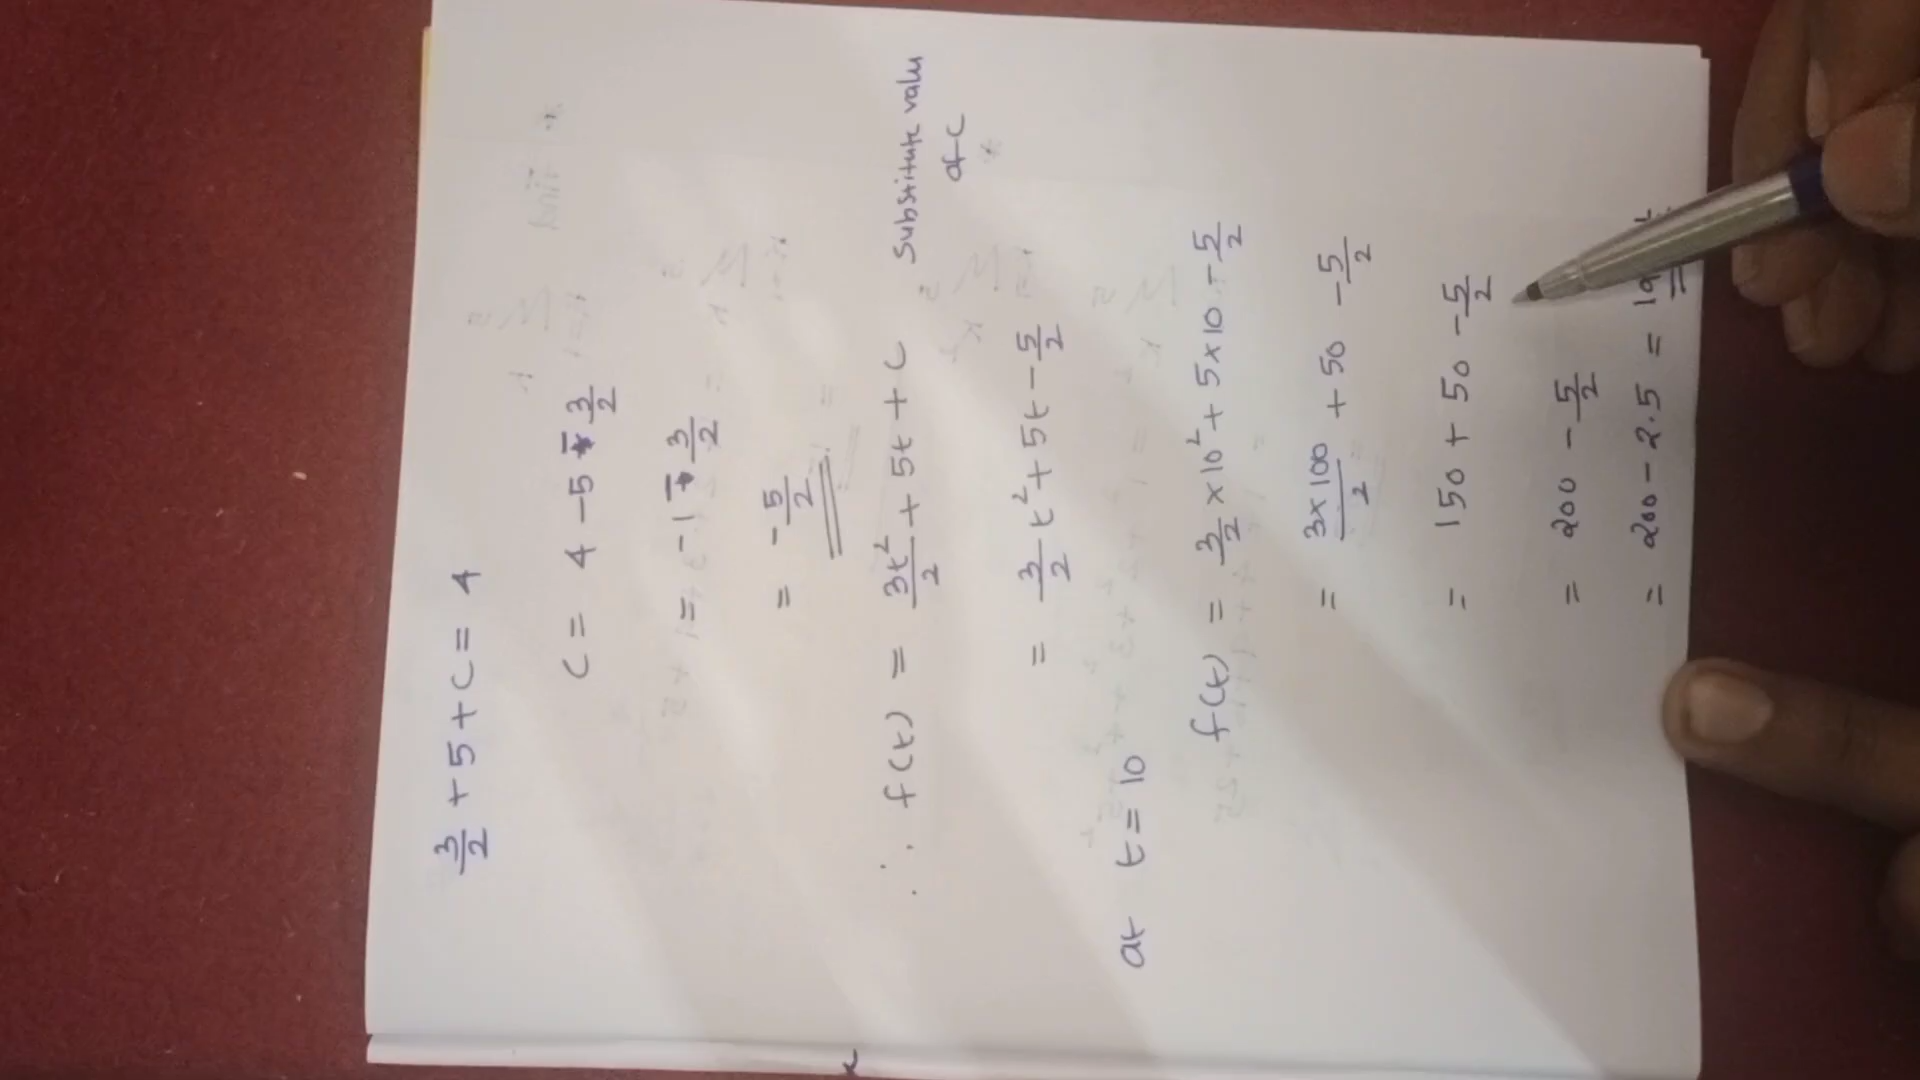 3/2 + 5 + C = 4
C = 4 - 5 - 3/2
= -1 - 3/2
= -5/2
∴ f(t) = 3t²/2 + 5t + C Substitute valu
of C
= 3/2 t² + 5t - 5/2
at t = 10
f(t) = 3/2 × 10² + 5 × 10 - 5/2
= 3×100/2 + 50 - 5/2
= 150 + 50 - 5/2
= 200 - 5/2
= 200 - 2.5 =